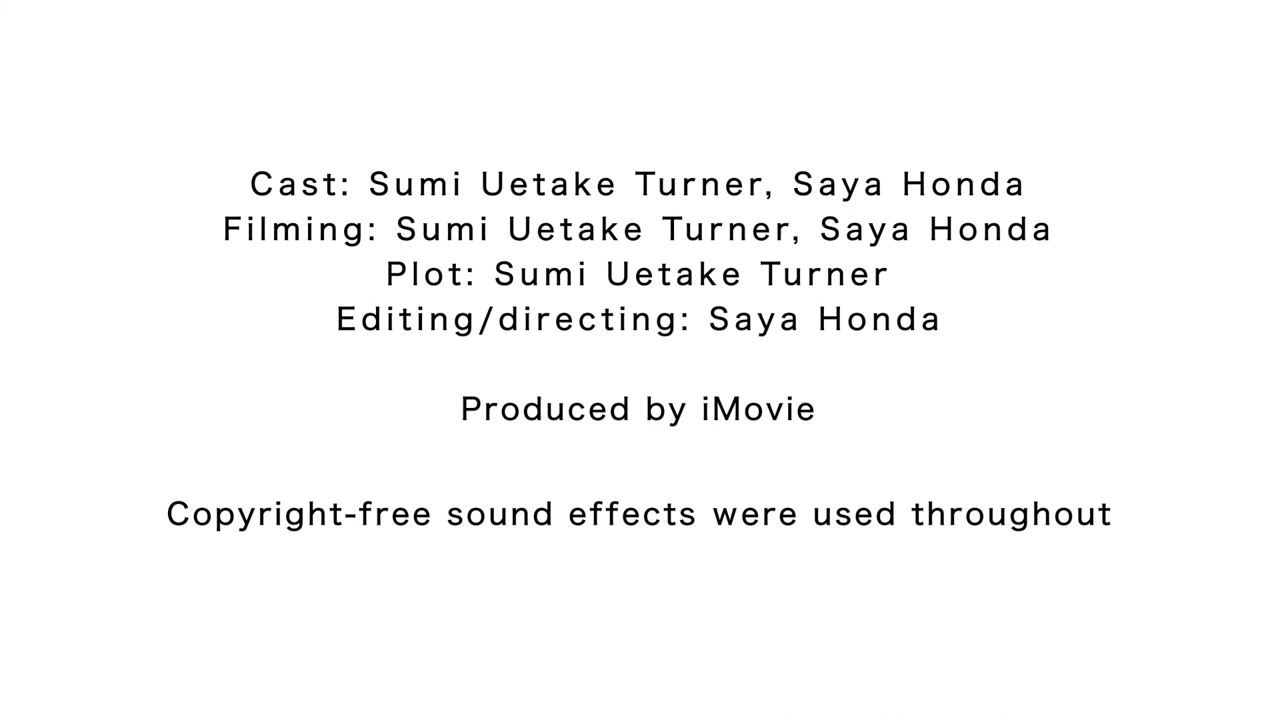 Cast: Sumi Uetake Turner, Saya Honda
Filming: Sumi Uetake Turner, Saya Honda
Plot: Sumi Uetake Turner
Editing/directing: Saya Honda
Produced by iMovie
Copyright-free sound effects were used throughout